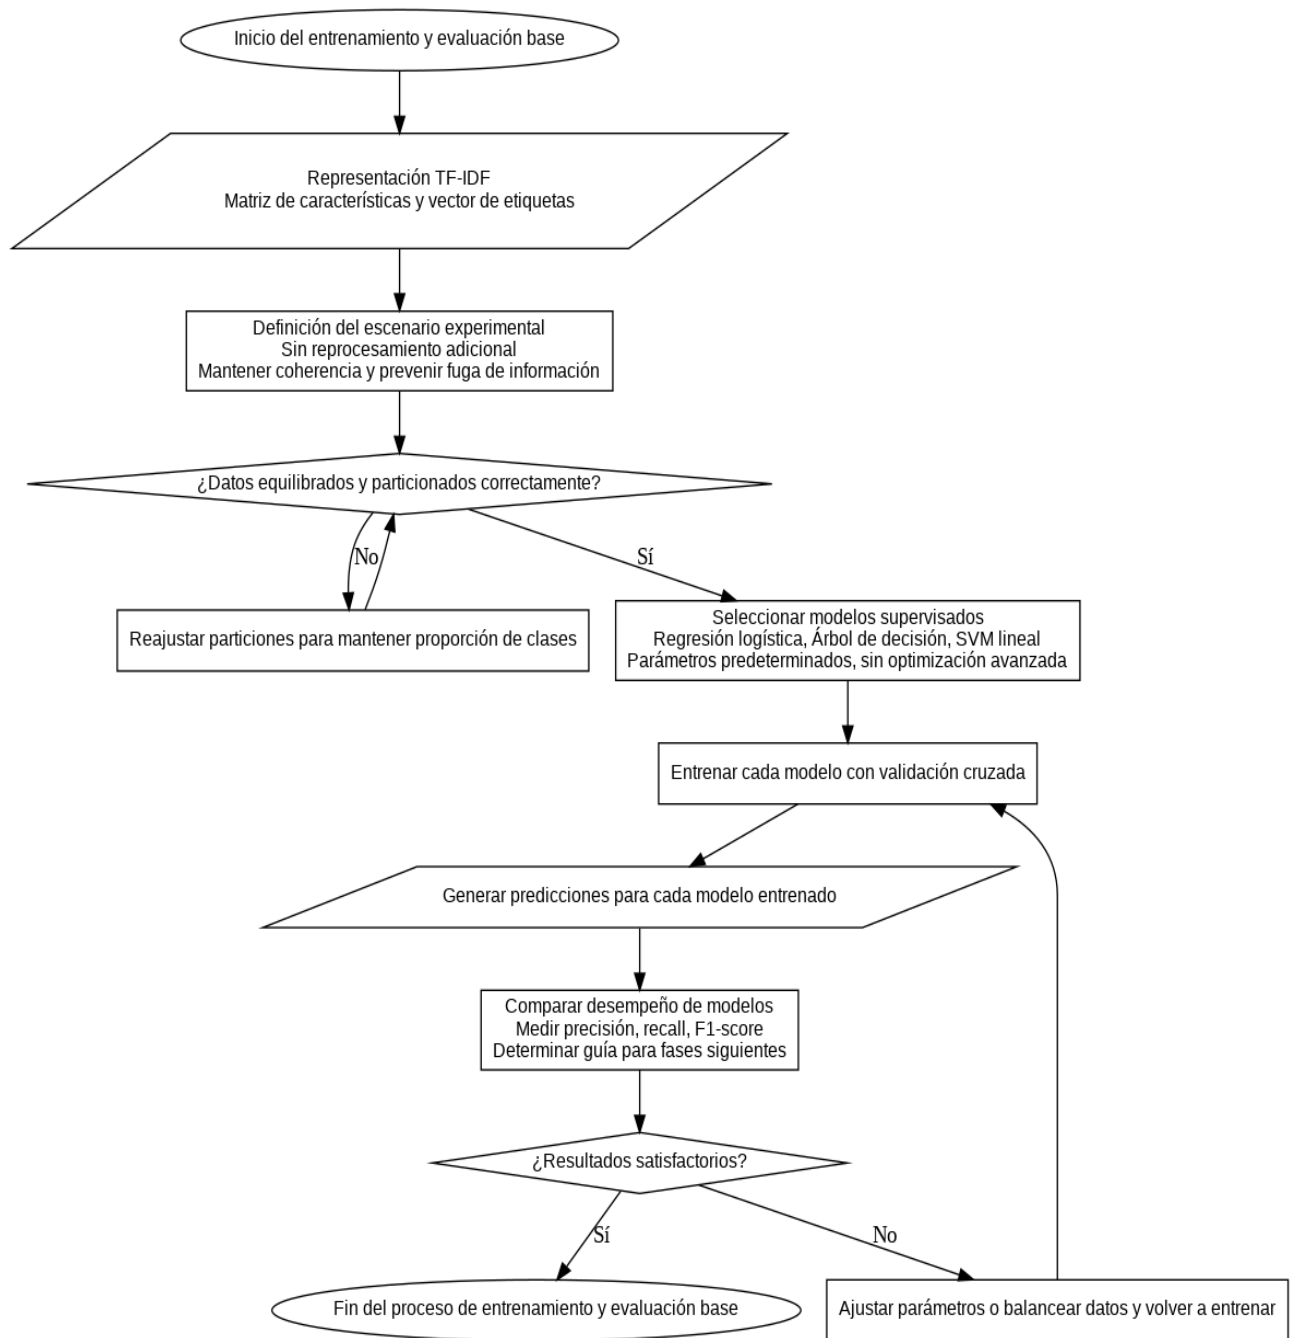 Inicio del entrenamiento y evaluación base
Representación TF-IDF
Matriz de características y vector de etiquetas
Definición del escenario experimental
Sin reprocesamiento adicional
Mantener coherencia y prevenir fuga de información
¿Datos equilibrados y particionados correctamente?
No
Sí
Reajustar particiones para mantener proporción de clases
Seleccionar modelos supervisados
Regresión logística, Árbol de decisión, SVM lineal
Parámetros predeterminados, sin optimización avanzada
Entrenar cada modelo con validación cruzada
Generar predicciones para cada modelo entrenado
Comparar desempeño de modelos
Medir precisión, recall, F1-score
Determinar guía para fases siguientes
¿Resultados satisfactorios?
Sí
No
Fin del proceso de entrenamiento y evaluación base
Ajustar parámetros o balancear datos y volver a entrenar